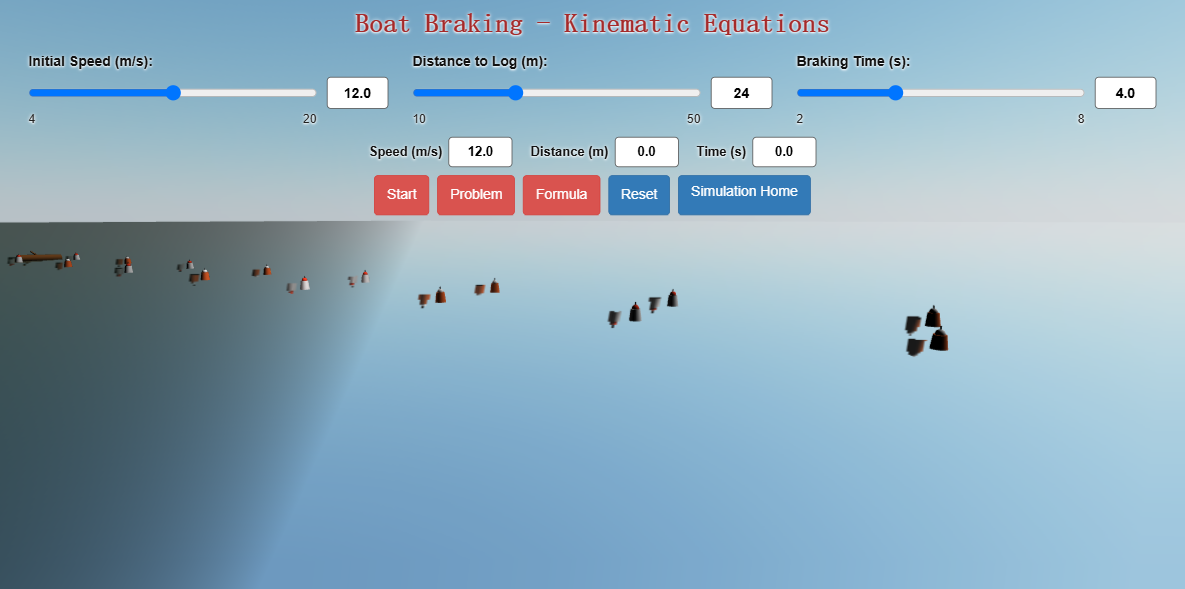 Boat Braking - Kinematic Equations
Initial Speed (m/s): Distance to Log (m): Braking Time (s):
12.0 24 4.0
4 20 10 50 2 8
Speed (m/s) 12.0 Distance (m) 0.0 Time (s) 0.0
Start Problem Formula Reset Simulation Home